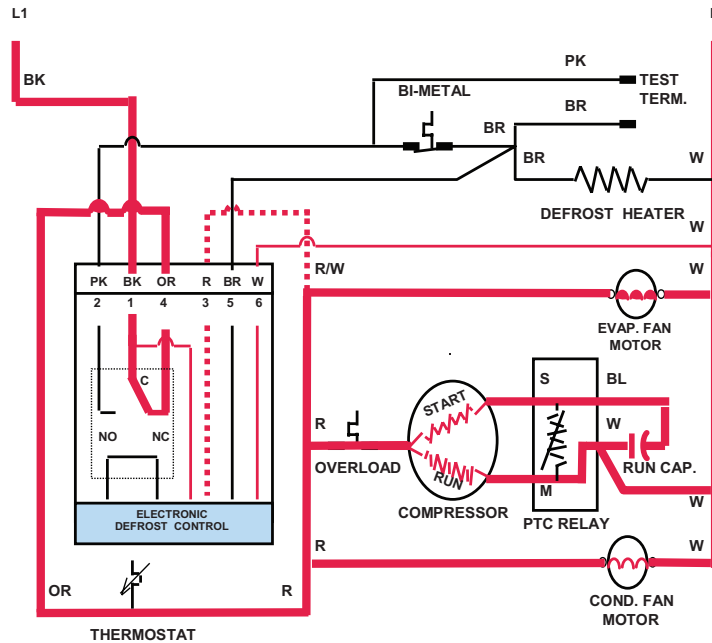 L1
BK
PK
TEST
TERM.
BI-METAL
BR
BR
BR
W
DEFROST HEATER
W
R/W
W
PK BK OR R BR W
2 1 4 3 5 6
EVAP. FAN
MOTOR
C
NO NC
S
BL
START
R
W
OVERLOAD
RUN
RUN CAP.
M
COMPRESSOR
PTC RELAY
W
ELECTRONIC
DEFROST CONTROL
R
W
OR
R
COND. FAN
MOTOR
THERMOSTAT